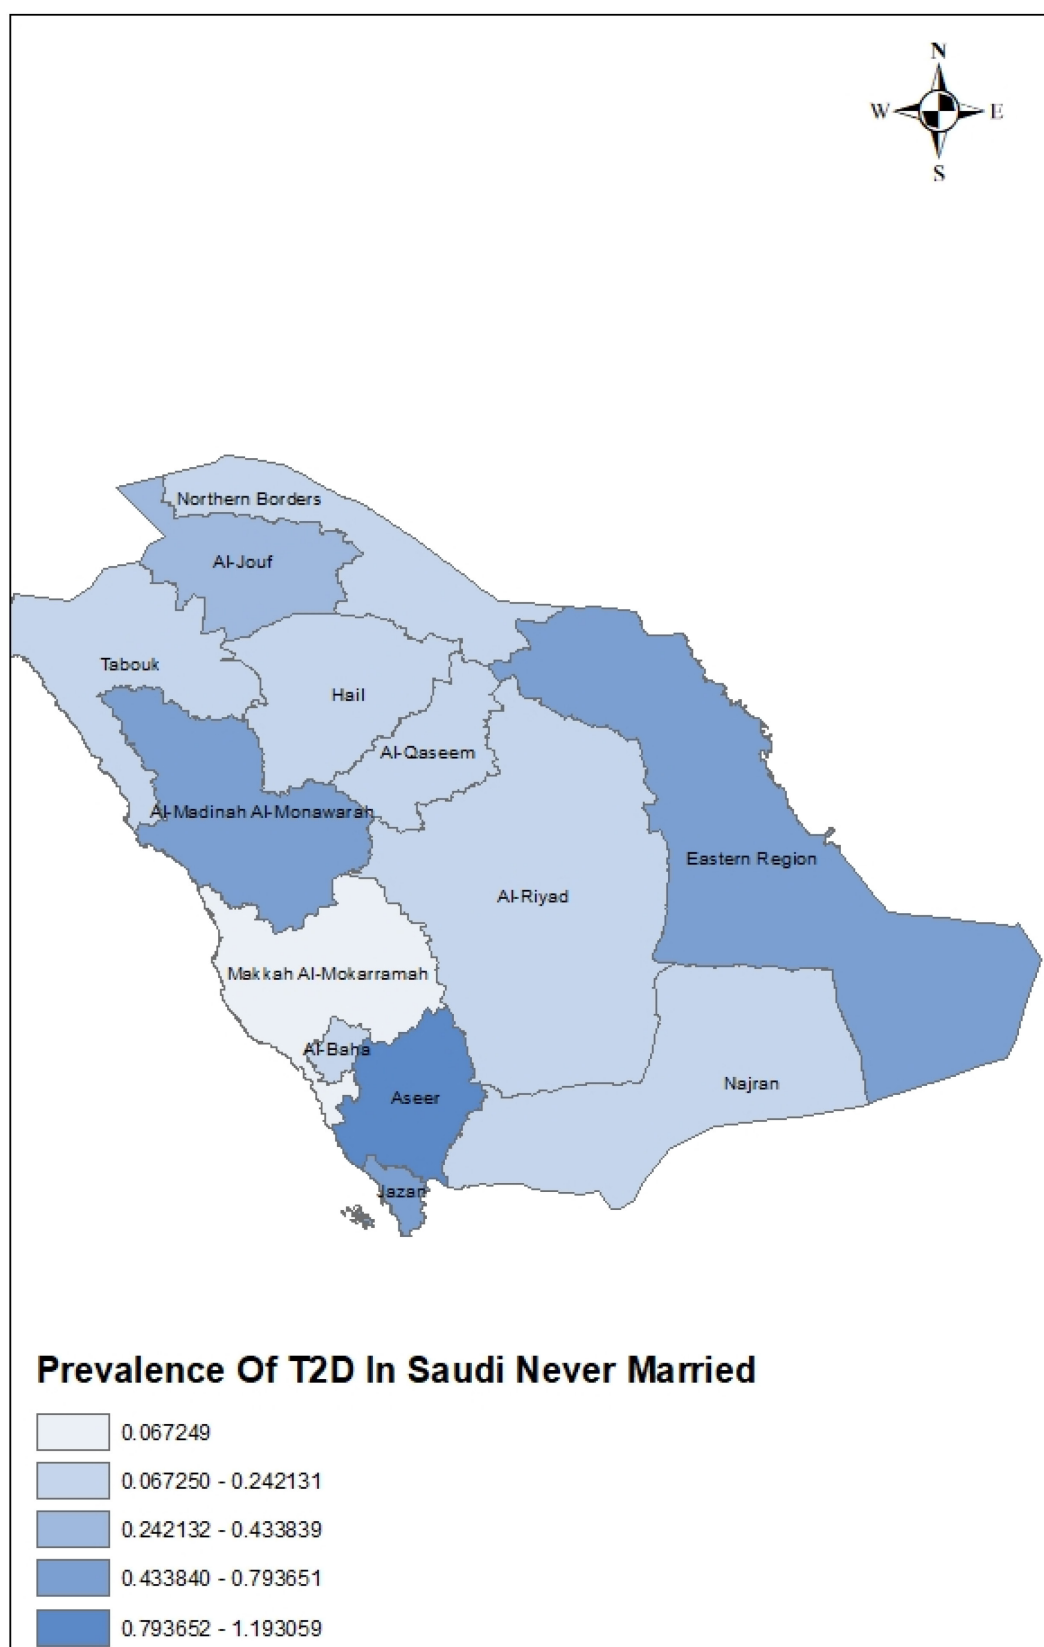 N
W E
S
Northern Borders
Al-Jouf
Tabouk
Hail
Al-Qaseem
Al-Madinah Al-Monawarah
Eastern Region
Al-Riyad
Makkah Al-Mokarramah
Al-Baha
Najran
Aseer
Jazan
Prevalence Of T2D In Saudi Never Married
0.067249
0.067250 - 0.242131
0.242132 - 0.433839
0.433840 - 0.793651
0.793652 - 1.193059